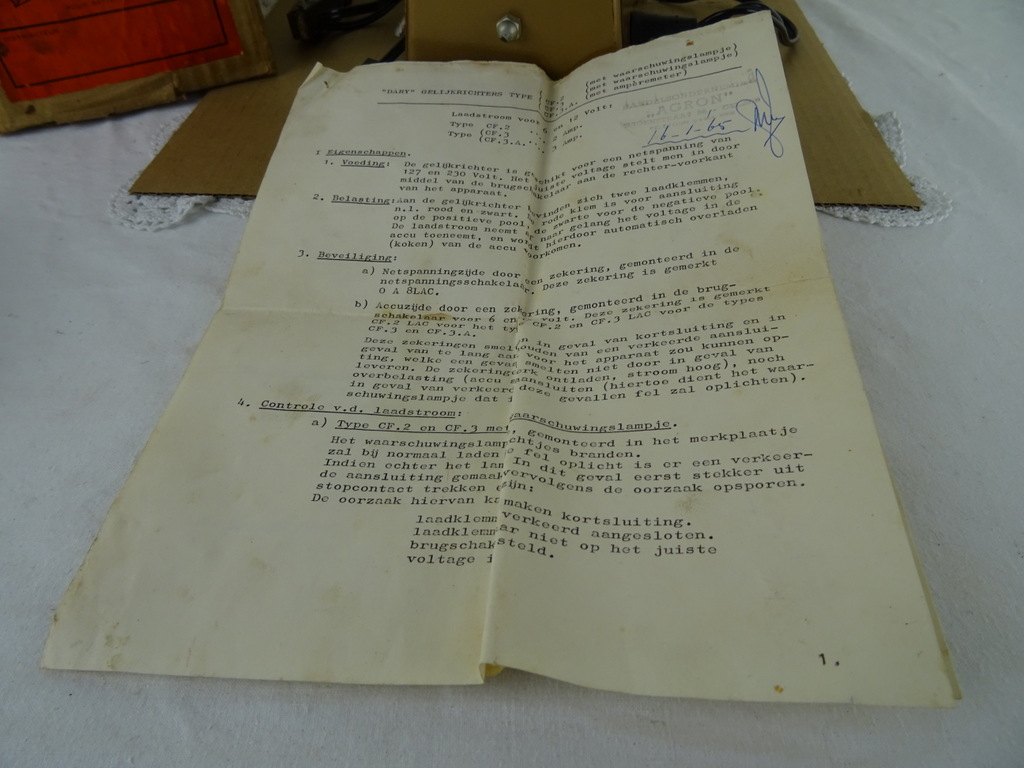 "DARY" GELIJKRICHTERS TYPE (CF.2 (met waarschuwingslampje)
(CF.3 (met waarschuwingslampje)
(CF.3.A. (met ampèremeter)
Laadstroom voor 6 en 12 Volt:
Type CF.2 2 Amp.
Type (CF.3
(CF.3.A. 3 Amp.
"AGRON"
16-1-'65
I Eigenschappen.
1. Voeding: De gelijkrichter is geschikt voor een netspanning van
127 en 230 Volt. Het juiste voltage stelt men in door
middel van de brugschakelaar aan de rechter-voorkant
van het apparaat.
2. Belasting: Aan de gelijkrichter bevinden zich twee laadklemmen,
n.l. rood en zwart. De rode klem is voor aansluiting
op de positieve pool, de zwarte voor de negatieve pool.
De laadstroom neemt af naar gelang het voltage in de
accu toeneemt, en wordt hierdoor automatisch overladen
(koken) van de accu voorkomen.
3. Beveiliging:
a) Netspanningzijde door een zekering, gemonteerd in de
netspanningsschakelaar. Deze zekering is gemerkt
O A 8LAC.
b) Accuzijde door een zekering, gemonteerd in de brug-
schakelaar voor 6 en volt. Deze zekering is gemerkt
CF.2 LAC voor het type CF.2 en CF.3 LAC voor de types
CF.3 en CF.3.A.
Deze zekeringen smelten in geval van kortsluiting en in
geval van te lang aanhouden van een verkeerde aanslui-
ting, welke een gevaar voor het apparaat zou kunnen op-
leveren. De zekeringen smelten niet door in geval van
overbelasting (accu sterk ontladen, stroom hoog), noch
in geval van verkeerd aansluiten (hiertoe dient het waar-
schuwingslampje dat in deze gevallen fel zal oplichten).
4. Controle v.d. laadstroom:
a) Type CF.2 en CF.3 met waarschuwingslampje.
Het waarschuwingslampje, gemonteerd in het merkplaatje
zal bij normaal laden zachtjes branden.
Indien echter het lampje fel oplicht is er een verkeer-
de aansluiting gemaakt. In dit geval eerst stekker uit
stopcontact trekken en vervolgens de oorzaak opsporen.
De oorzaak hiervan kan zijn:
laadklemmen maken kortsluiting.
laadklemmen verkeerd aangesloten.
brugschakelaar niet op het juiste
voltage ingesteld.
1.